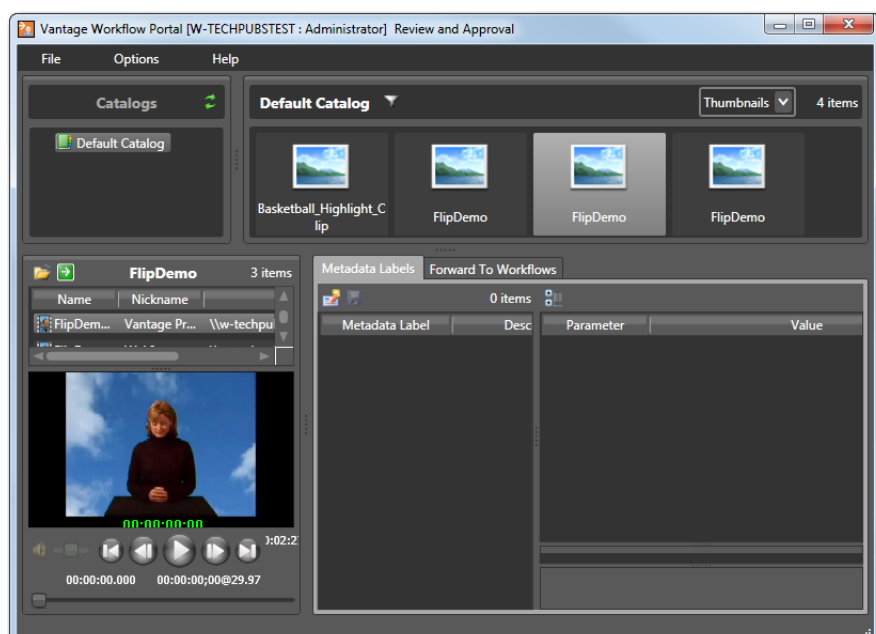 Vantage Workflow Portal [W-TECHPUBSTEST : Administrator] Review and Approval
File Options Help
Catalogs
Default Catalog
Default Catalog Thumbnails 4 items
Basketball_Highlight_C
lip
FlipDemo
FlipDemo
FlipDemo
FlipDemo 3 items
Name Nickname
FlipDem... Vantage Pr... \\w-techpul
Metadata Labels Forward To Workflows
0 items
Metadata Label Desc
Parameter Value
00:00:00:00
00:00:00.000 00:00:00;00@29.97